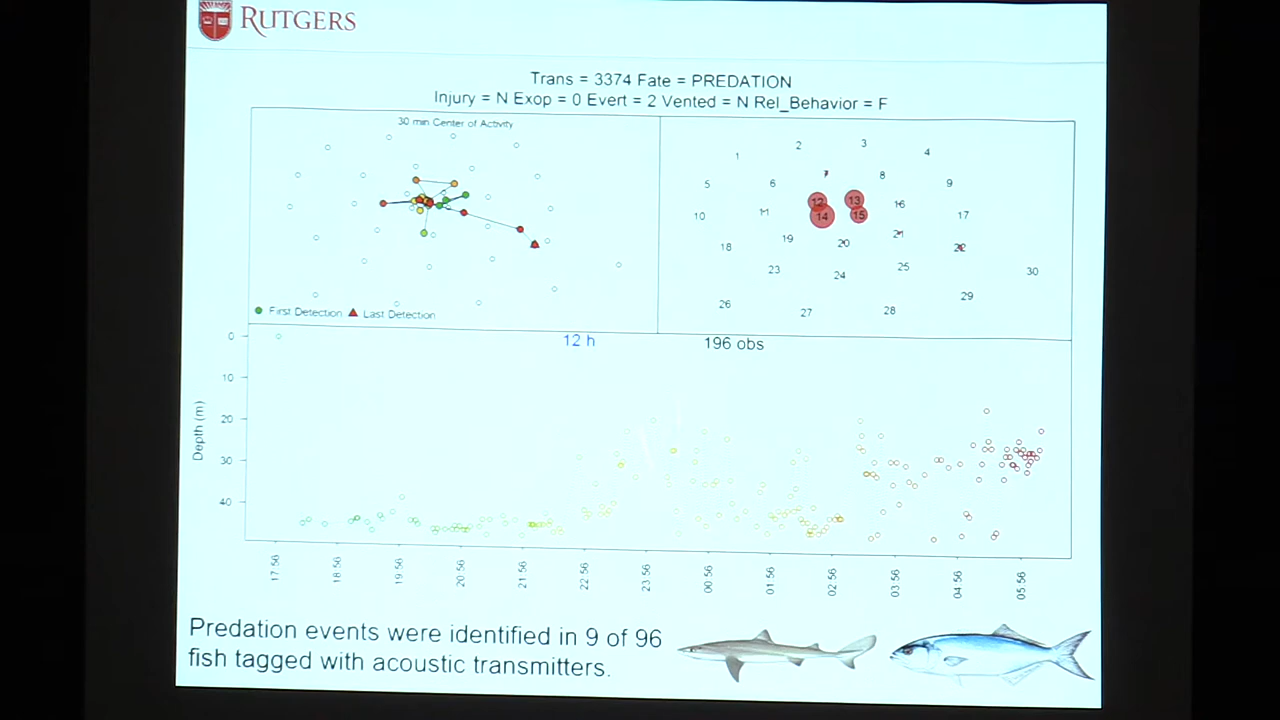 RUTGERS
Trans = 3374 Fate = PREDATION
Injury = N Exop = 0 Evert = 2 Vented = N Rel_Behavior = F
30 min Center of Activity
First Detection Last Detection
1 2 3 4
5 6 7 8 9
10 11 12 13 16 17
14 15
18 19 20 21 22
23 24 25 30
26 27 28 29
12 h 196 obs
Depth (m)
0
10
20
30
40
17 56 18 56 19 56 20 56 21 56 22 56 23 56 00 56 01 56 02 56 03 56 04 56 05 56
Predation events were identified in 9 of 96
fish tagged with acoustic transmitters.